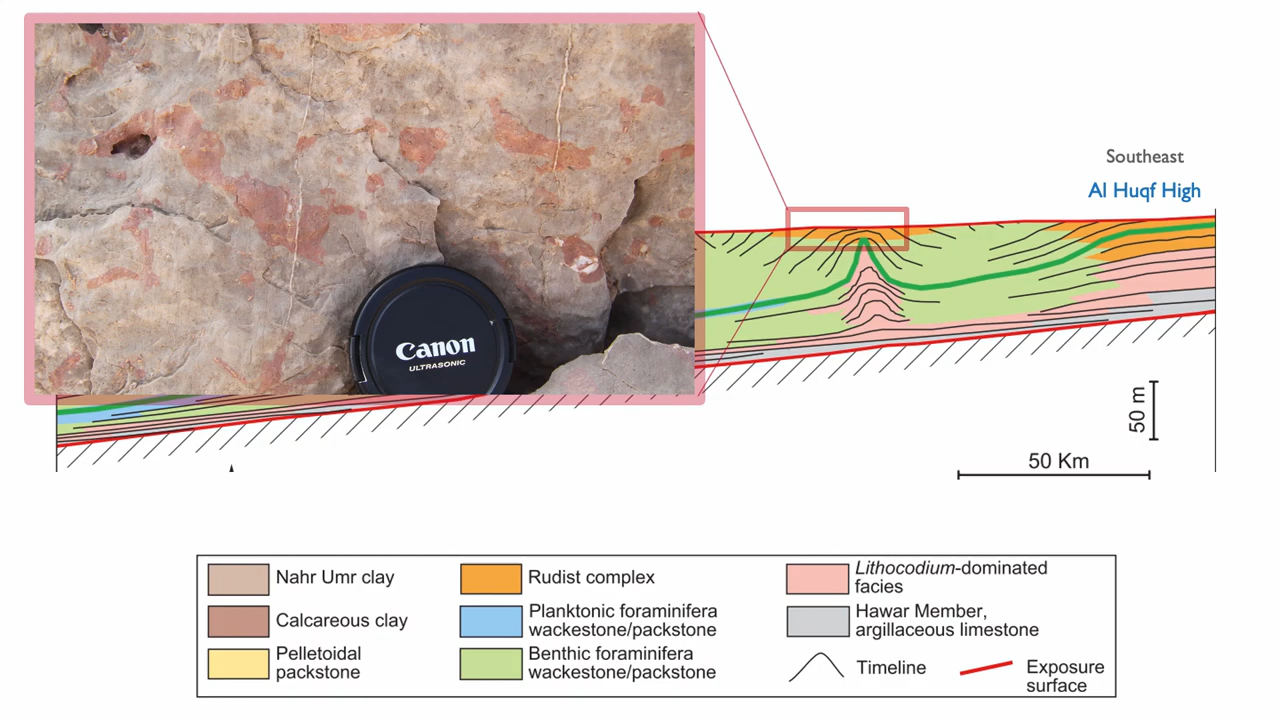 Canon
ULTRASONIC
Southeast
Al Huqf High
50 m
50 Km
Nahr Umr clay
Calcareous clay
Pelletoidal
packstone
Rudist complex
Planktonic foraminifera
wackestone/packstone
Benthic foraminifera
wackestone/packstone
Lithocodium-dominated
facies
Hawar Member,
argillaceous limestone
Timeline
Exposure
surface